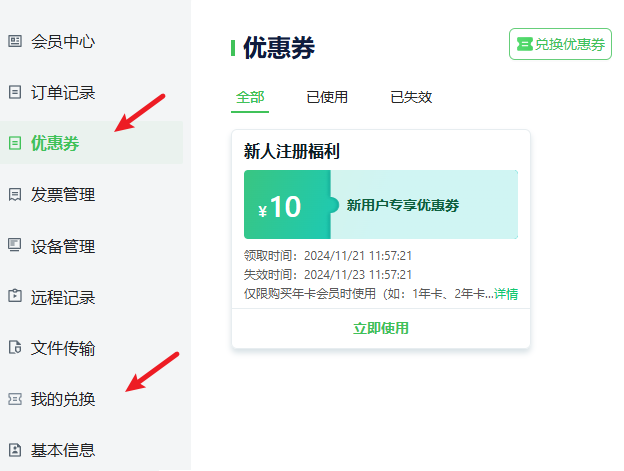 会员中心
订单记录
优惠券
发票管理
设备管理
远程记录
文件传输
我的兑换
基本信息
优惠券
兑换优惠券
全部 已使用 已失效
新人注册福利
¥10 新用户专享优惠券
领取时间：2024/11/21 11:57:21
失效时间：2024/11/23 11:57:21
仅限购买年卡会员时使用（如：1年卡、2年卡...详情
立即使用